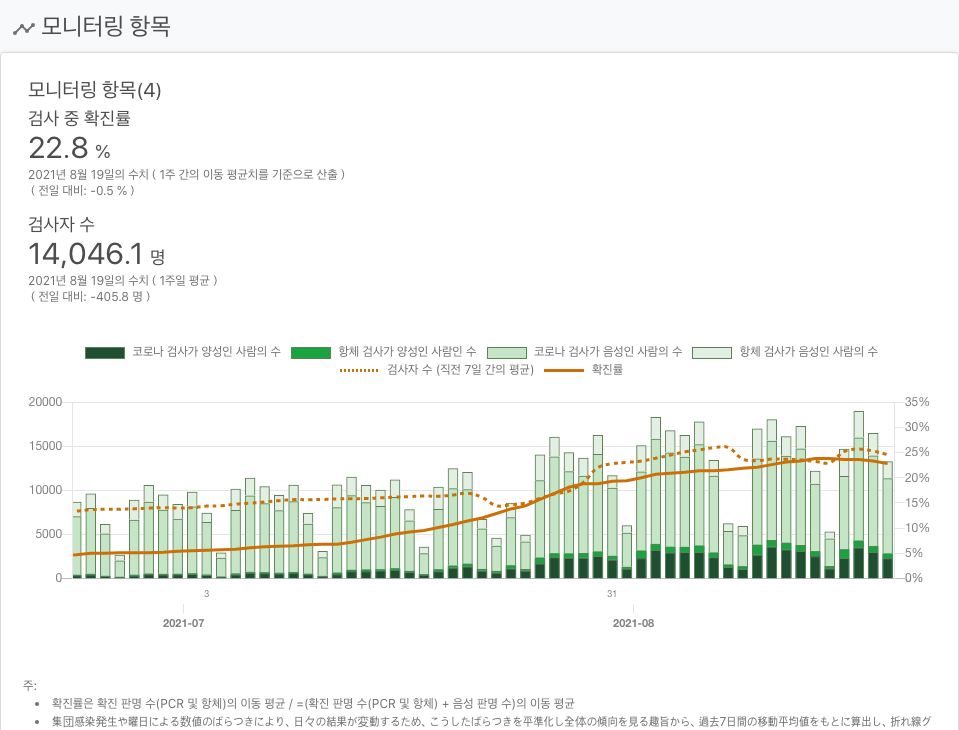 모니터링 항목
모니터링 항목(4)
검사 중 확진률
22.8 %
2021년 8월 19일의 수치 ( 1주 간의 이동 평균치를 기준으로 산출 )
( 전일 대비: -0.5 % )
검사자 수
14,046.1 명
2021년 8월 19일의 수치 ( 1주일 평균 )
( 전일 대비: -405.8 명 )
코로나 검사가 양성인 사람의 수 항체 검사가 양성인 사람인 수 코로나 검사가 음성인 사람의 수 항체 검사가 음성인 사람의 수
검사자 수 (직전 7일 간의 평균) 확진률
20000 35%
30%
15000 25%
20%
10000
15%
5000 10%
5%
0 0%
3 31
2021-07 2021-08
주:
• 확진률은 확진 판명 수(PCR 및 항체)의 이동 평균 / =(확진 판명 수(PCR 및 항체) + 음성 판명 수)의 이동 평균
• 集団感染発生や曜日による数値のばらつきにより、日々の結果が変動するため、こうしたばらつきを平準化し全体の傾向を見る趣旨から、過去7日間の移動平均値をもとに算出し、折れ線グ